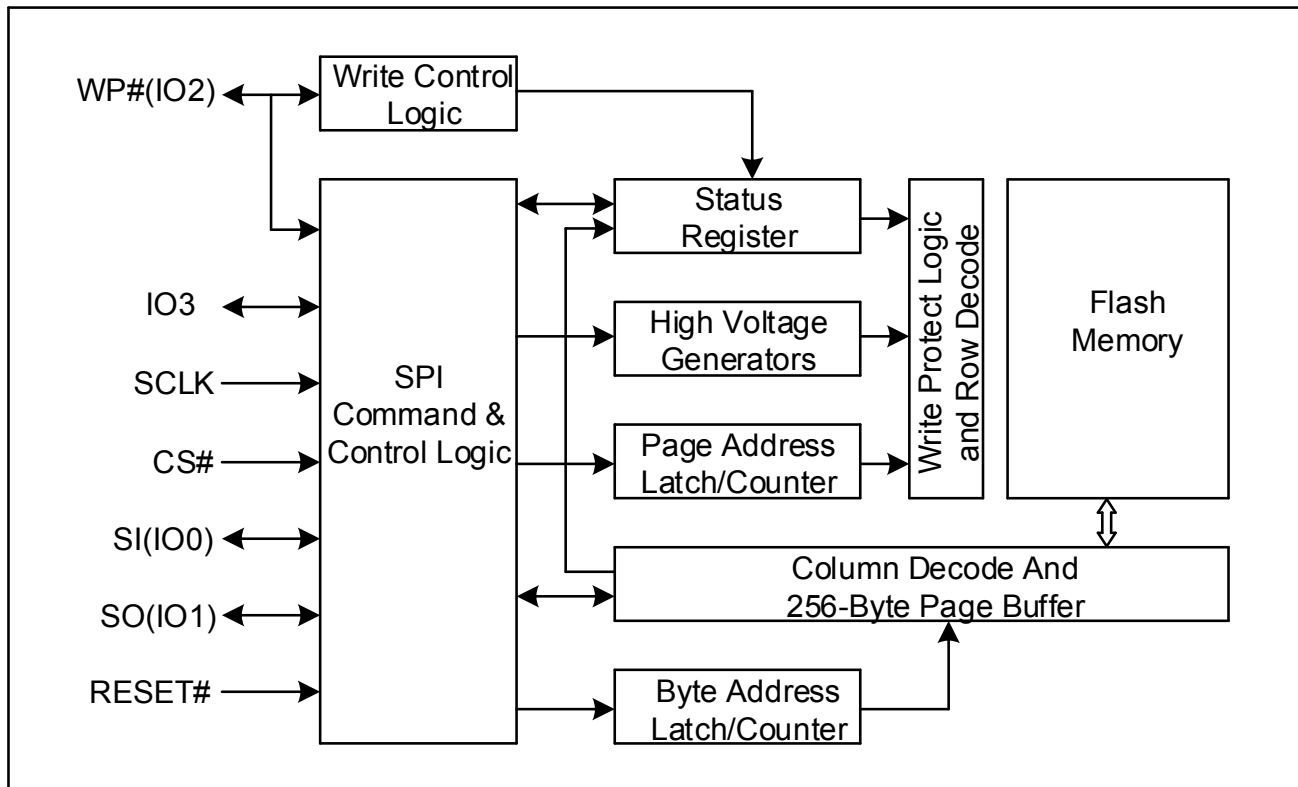 WP#(IO2)
Write Control
Logic
IO3
SCLK
CS#
SI(IO0)
SO(IO1)
RESET#
SPI
Command &
Control Logic
Status
Register
High Voltage
Generators
Page Address
Latch/Counter
Write Protect Logic
and Row Decode
Flash
Memory
Column Decode And
256-Byte Page Buffer
Byte Address
Latch/Counter